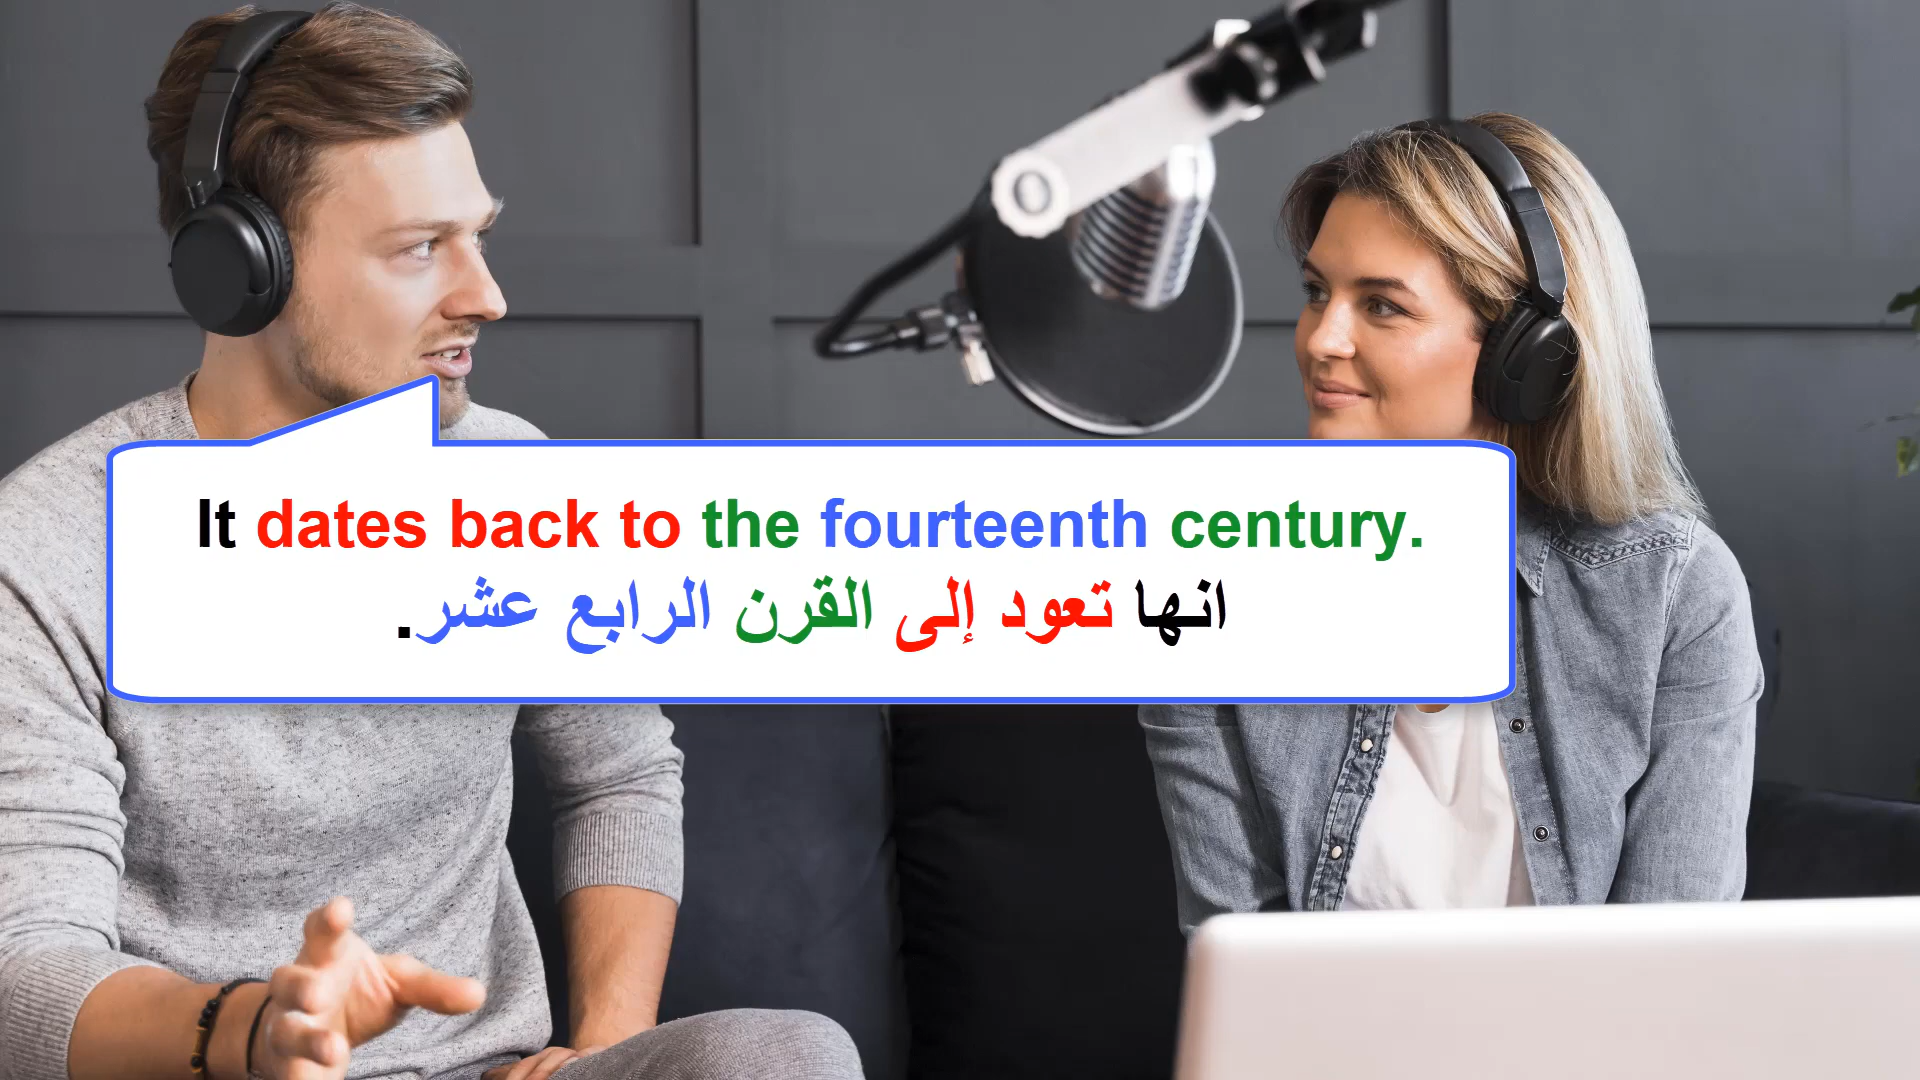 It dates back to the fourteenth century.
انها تعود إلى القرن الرابع عشر.